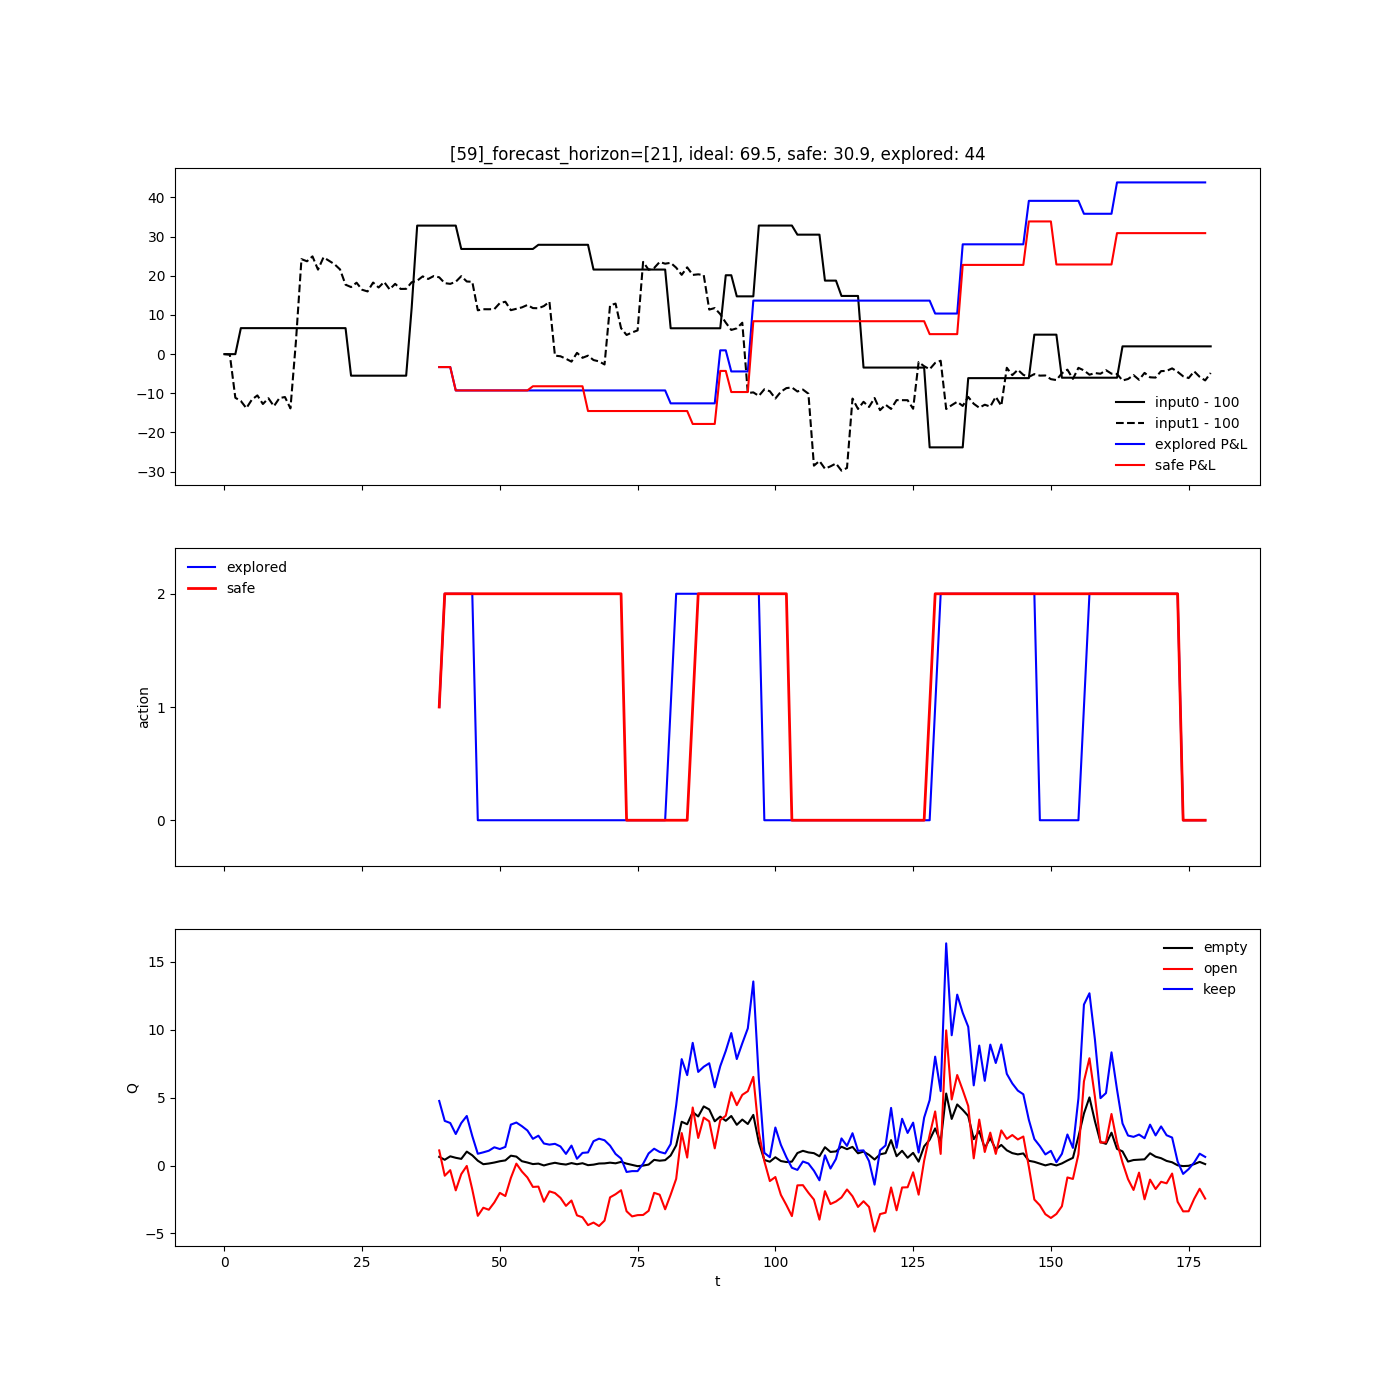 [59]_forecast_horizon=[21], ideal: 69.5, safe: 30.9, explored: 44
40
30
20
10
0
−10
−20
−30
input0 - 100
input1 - 100
explored P&L
safe P&L
explored
safe
2
1
0
action
empty
open
keep
15
10
5
0
−5
Q
0 25 50 75 100 125 150 175
t